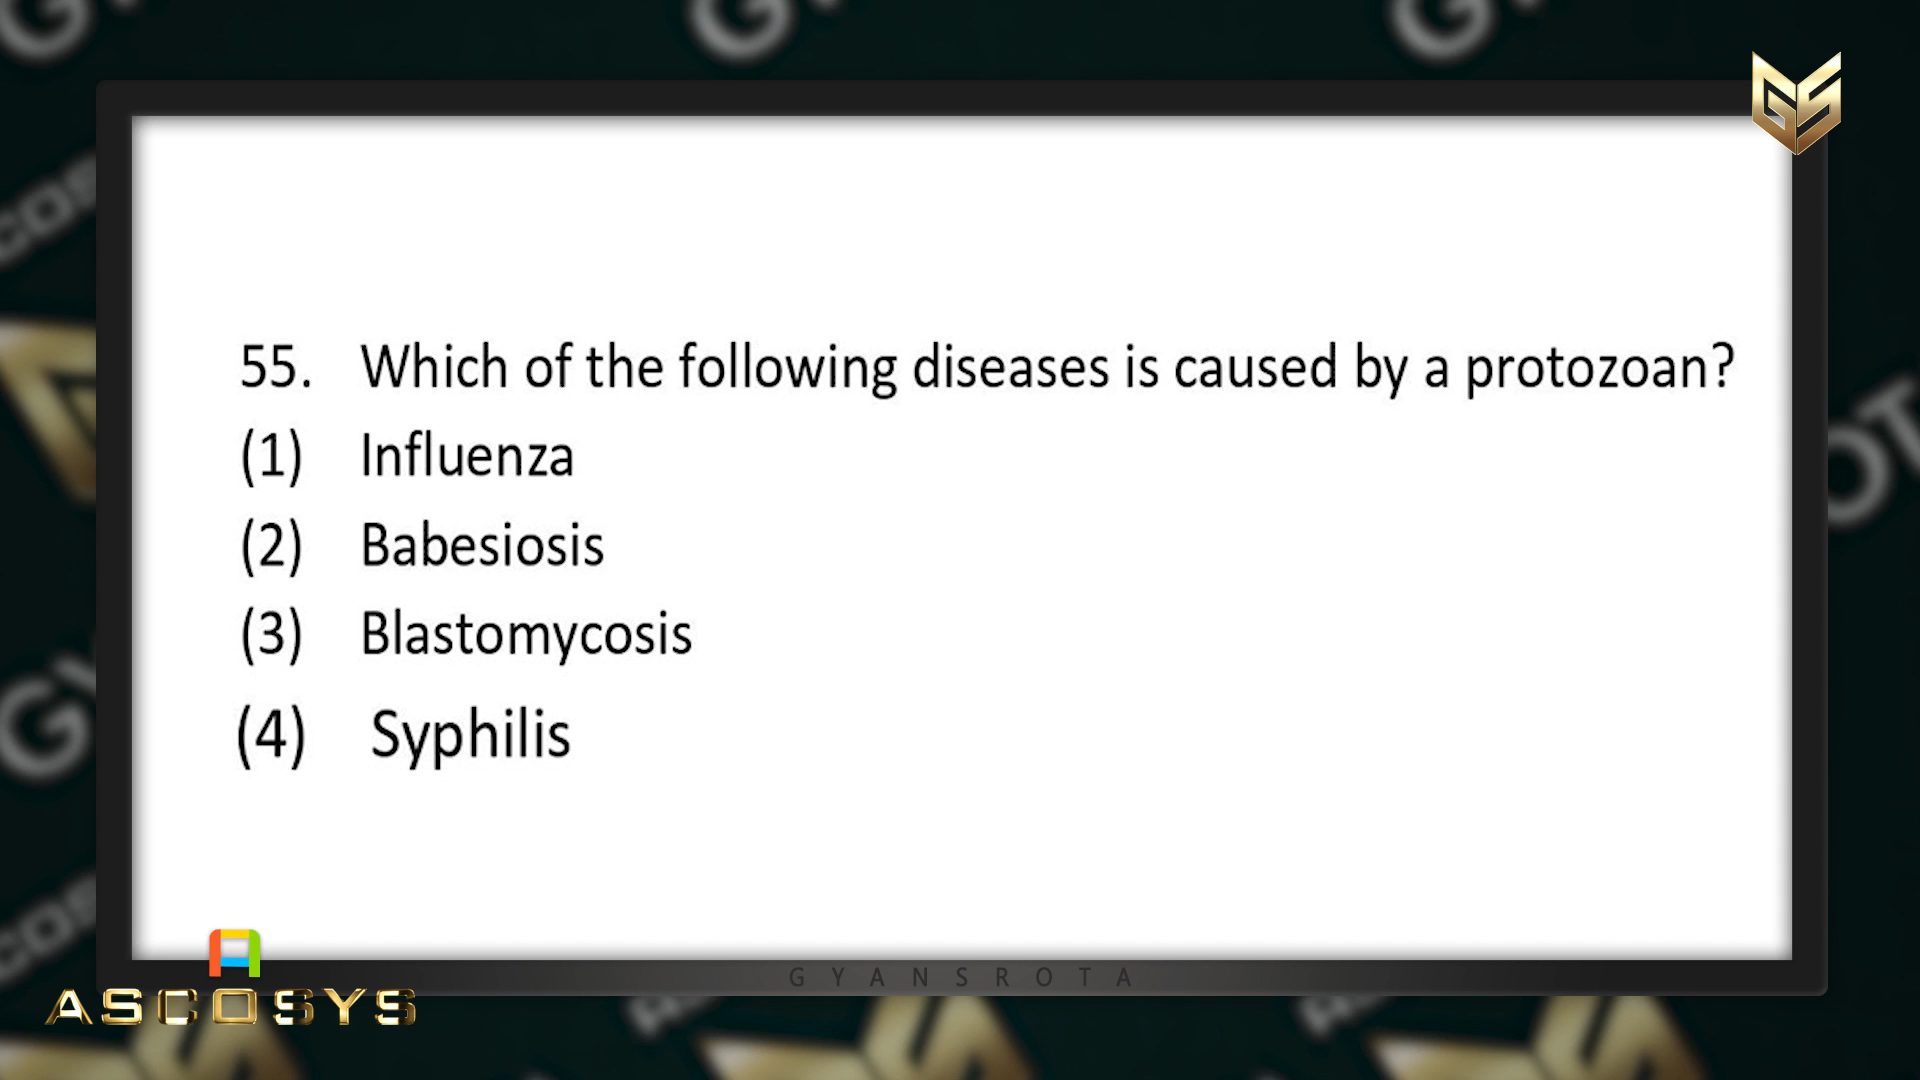 GS
55. Which of the following diseases is caused by a protozoan?
(1) Influenza
(2) Babesiosis
(3) Blastomycosis
(4) Syphilis
GYANSROTA
ASCOSYS